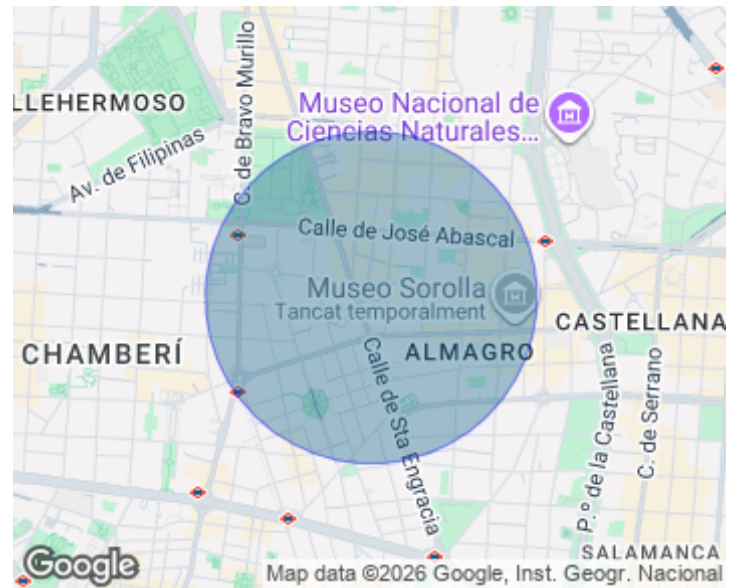 C. de Bravo Murillo
LLEHERMOSO
Museo Nacional de
Ciencias Naturales...
Av. de Filipinas
Calle de José Abascal
Museo Sorolla
Tancat temporalment
CASTELLANA
CHAMBERÍ
ALMAGRO
Calle de Sta Engracia
P.º de la Castellana
C. de Serrano
SALAMANCA
Google
Map data ©2026 Google, Inst. Geogr. Nacional